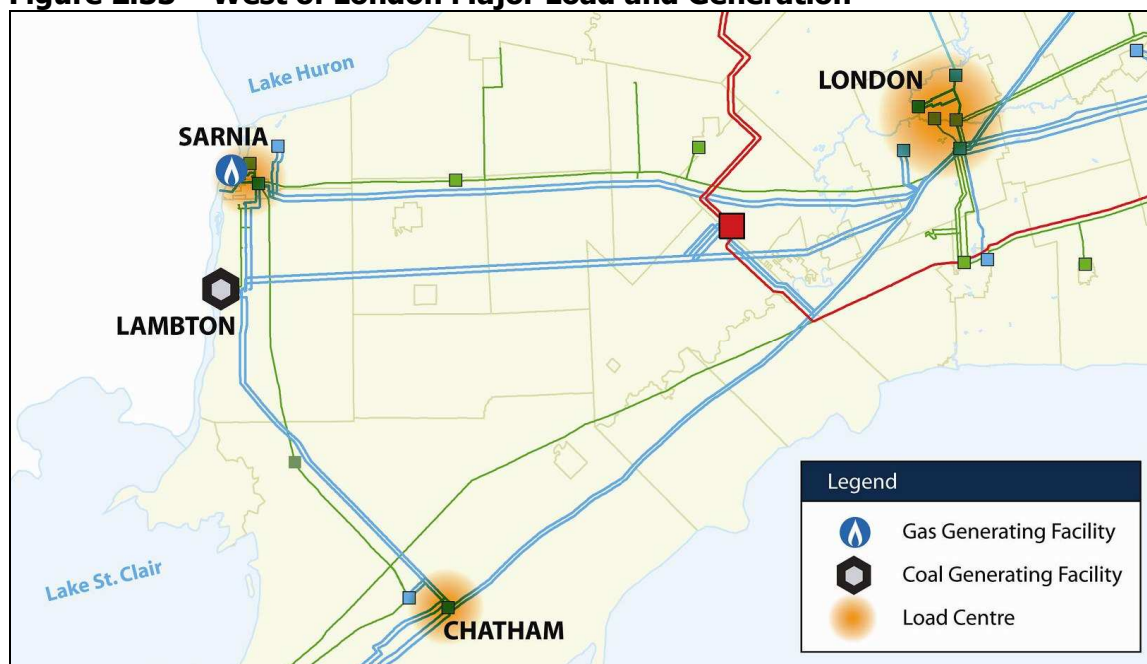 Figure 2.33 – West of London Major Load and Generation
Lake Huron
LONDON
SARNIA
LAMBTON
Legend
Gas Generating Facility
Coal Generating Facility
Lake St. Clair
Load Centre
CHATHAM